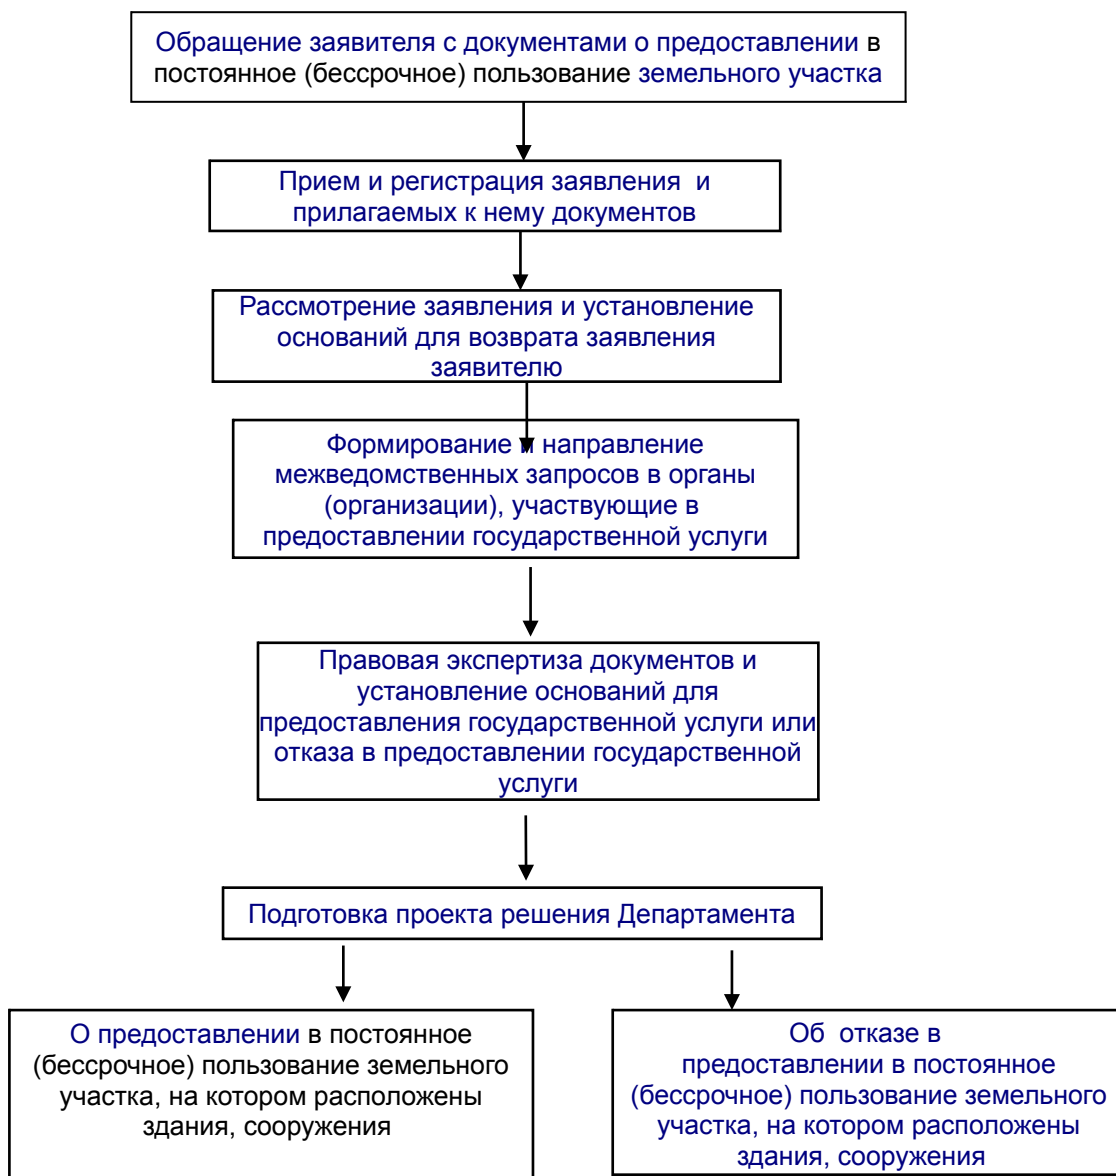 Обращение заявителя с документами о предоставлении в
постоянное (бессрочное) пользование земельного участка
Прием и регистрация заявления и
прилагаемых к нему документов
Рассмотрение заявления и установление
оснований для возврата заявления
заявителю
Формирование и направление
межведомственных запросов в органы
(организации), участвующие в
предоставлении государственной услуги
Правовая экспертиза документов и
установление оснований для
предоставления государственной услуги или
отказа в предоставлении государственной
услуги
Подготовка проекта решения Департамента
О предоставлении в постоянное
(бессрочное) пользование земельного
участка, на котором расположены
здания, сооружения
Об отказе в
предоставлении в постоянное
(бессрочное) пользование земельного
участка, на котором расположены
здания, сооружения